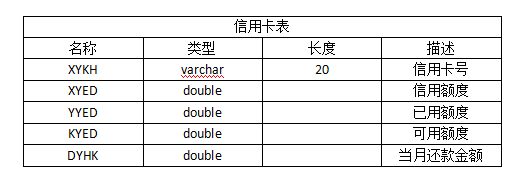 信用卡表
名称 类型 长度 描述
XYKH varchar 20 信用卡号
XYED double 信用额度
YYED double 已用额度
KYED double 可用额度
DYHK double 当月还款金额